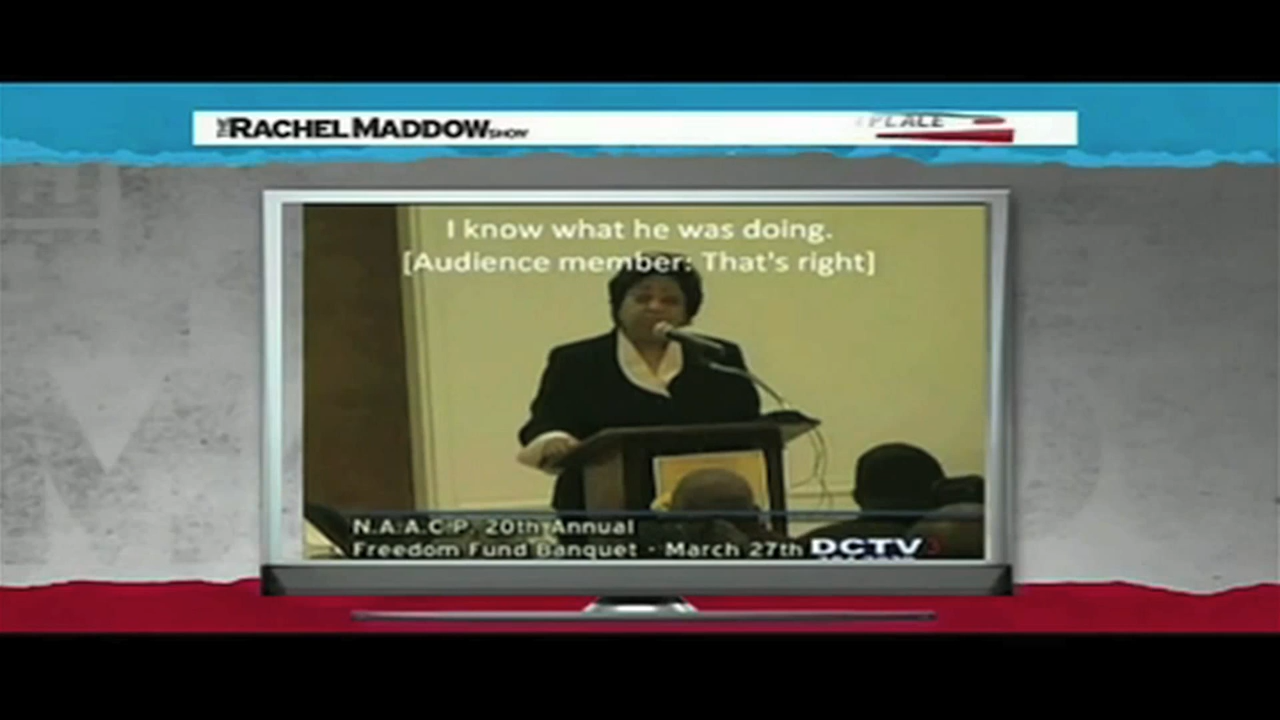 THE RACHEL MADDOW SHOW
I know what he was doing.
[Audience member: That's right]
N.A.A.C.P. 20th Annual
Freedom Fund Banquet - March 27th
DCTV